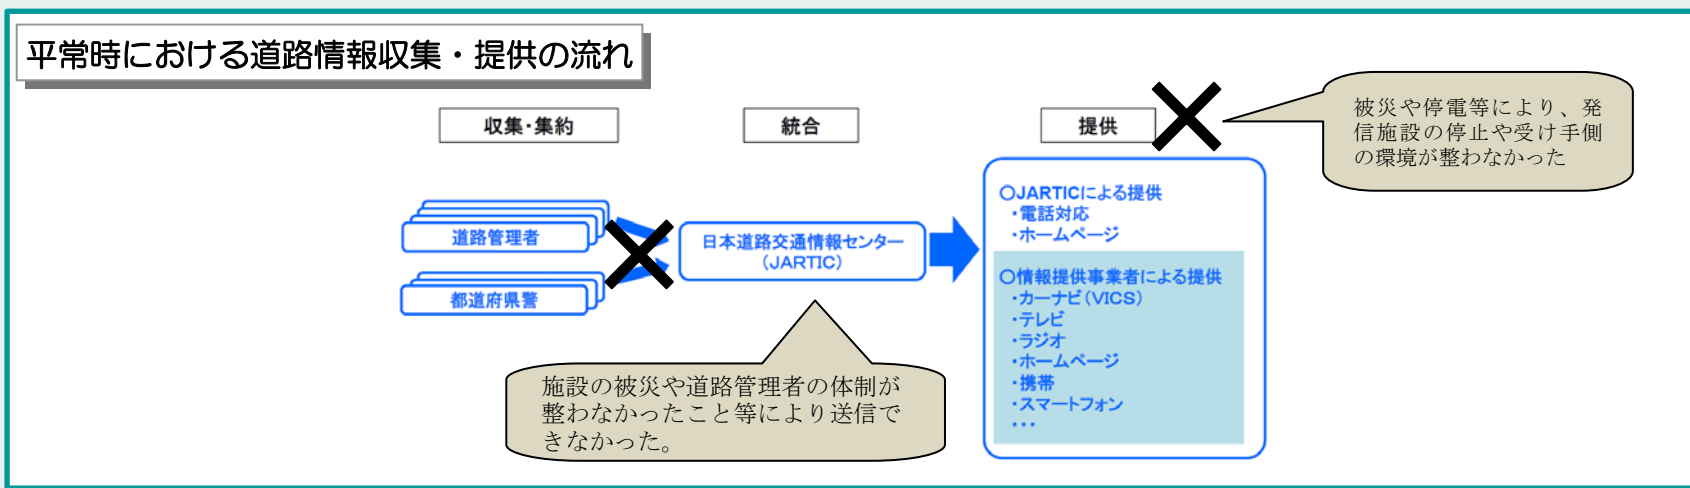 平常時における道路情報収集・提供の流れ
収集･集約
統合
提供
被災や停電等により、発
信施設の停止や受け手側
の環境が整わなかった
道路管理者
都道府県警
日本道路交通情報センター
(JARTIC)
○JARTICによる提供
・電話対応
・ホームページ
○情報提供事業者による提供
・カーナビ(VICS)
・テレビ
・ラジオ
・ホームページ
・携帯
・スマートフォン
・・・
施設の被災や道路管理者の体制が
整わなかったこと等により送信で
きなかった。